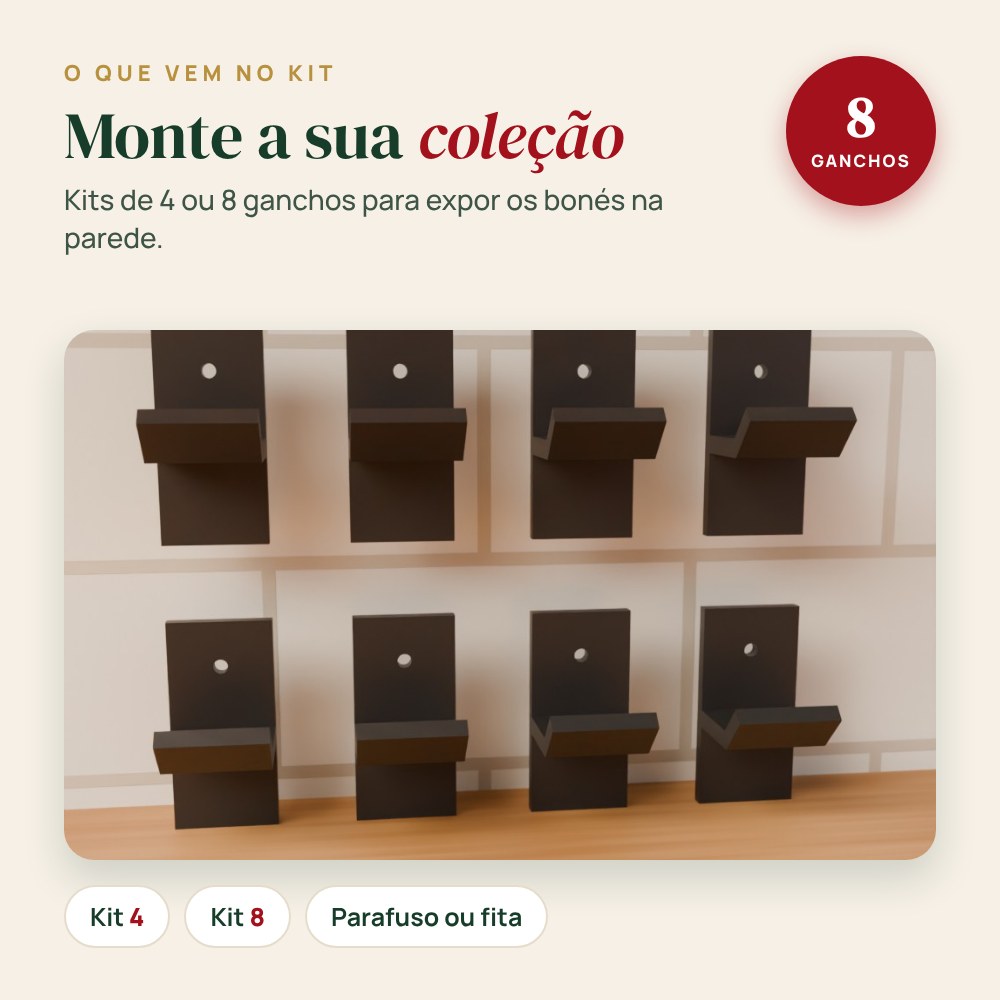 O QUE VEM NO KIT
Monte a sua coleção
Kits de 4 ou 8 ganchos para expor os bonés na
parede.
8
GANCHOS
Kit 4
Kit 8
Parafuso ou fita